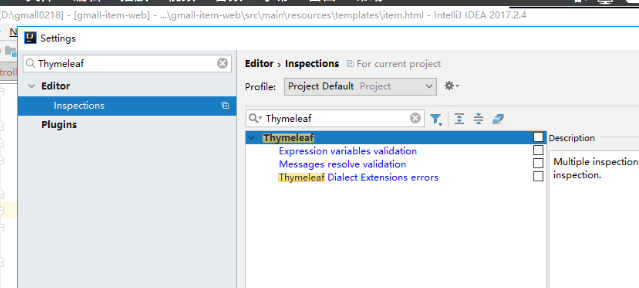 [D:\gmall0218] - [gmall-item-web] - ...\gmall-item-web\src\main\resources\templates\item.html - IntelliJ IDEA 2017.2.4
Settings
Thymeleaf
Editor
Inspections
Plugins
Editor › Inspections For current project
Profile: Project Default Project
Thymeleaf
Thymeleaf
Expression variables validation
Messages resolve validation
Thymeleaf Dialect Extensions errors
Description
Multiple inspections
inspection.